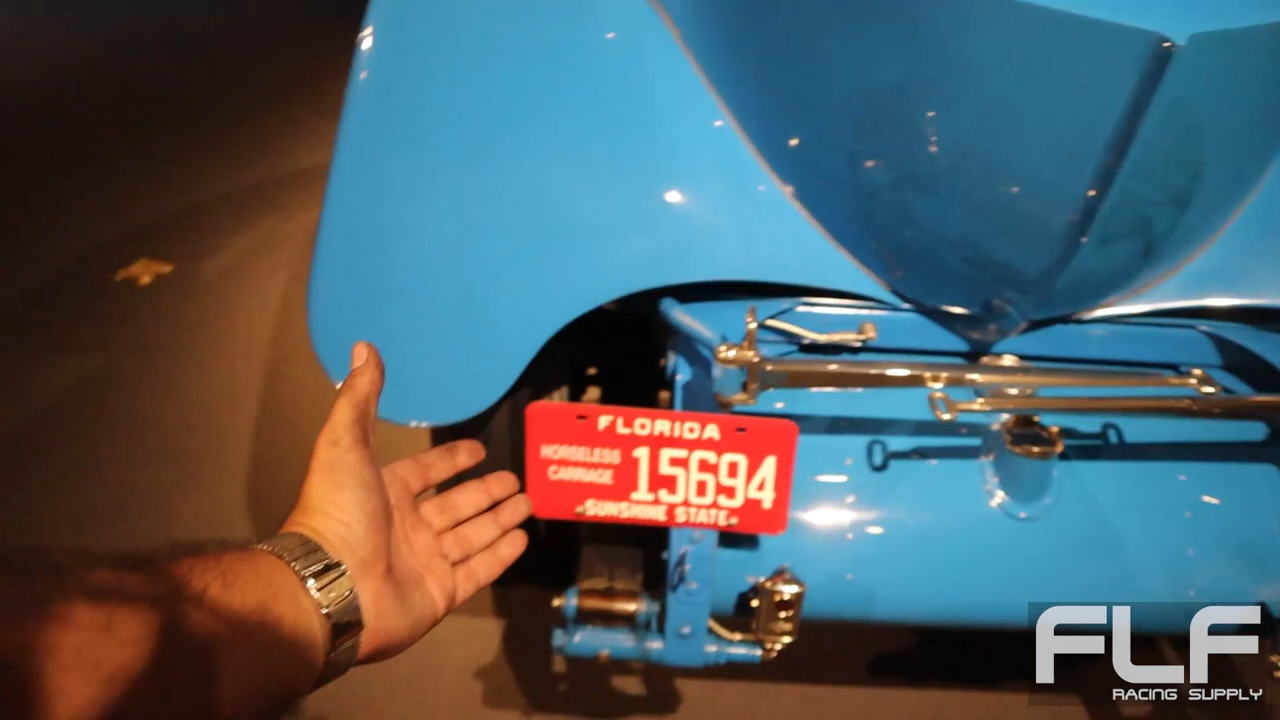 FLORIDA
HORSELESS
CARRIAGE
15694
SUNSHINE STATE
FLF
RACING SUPPLY